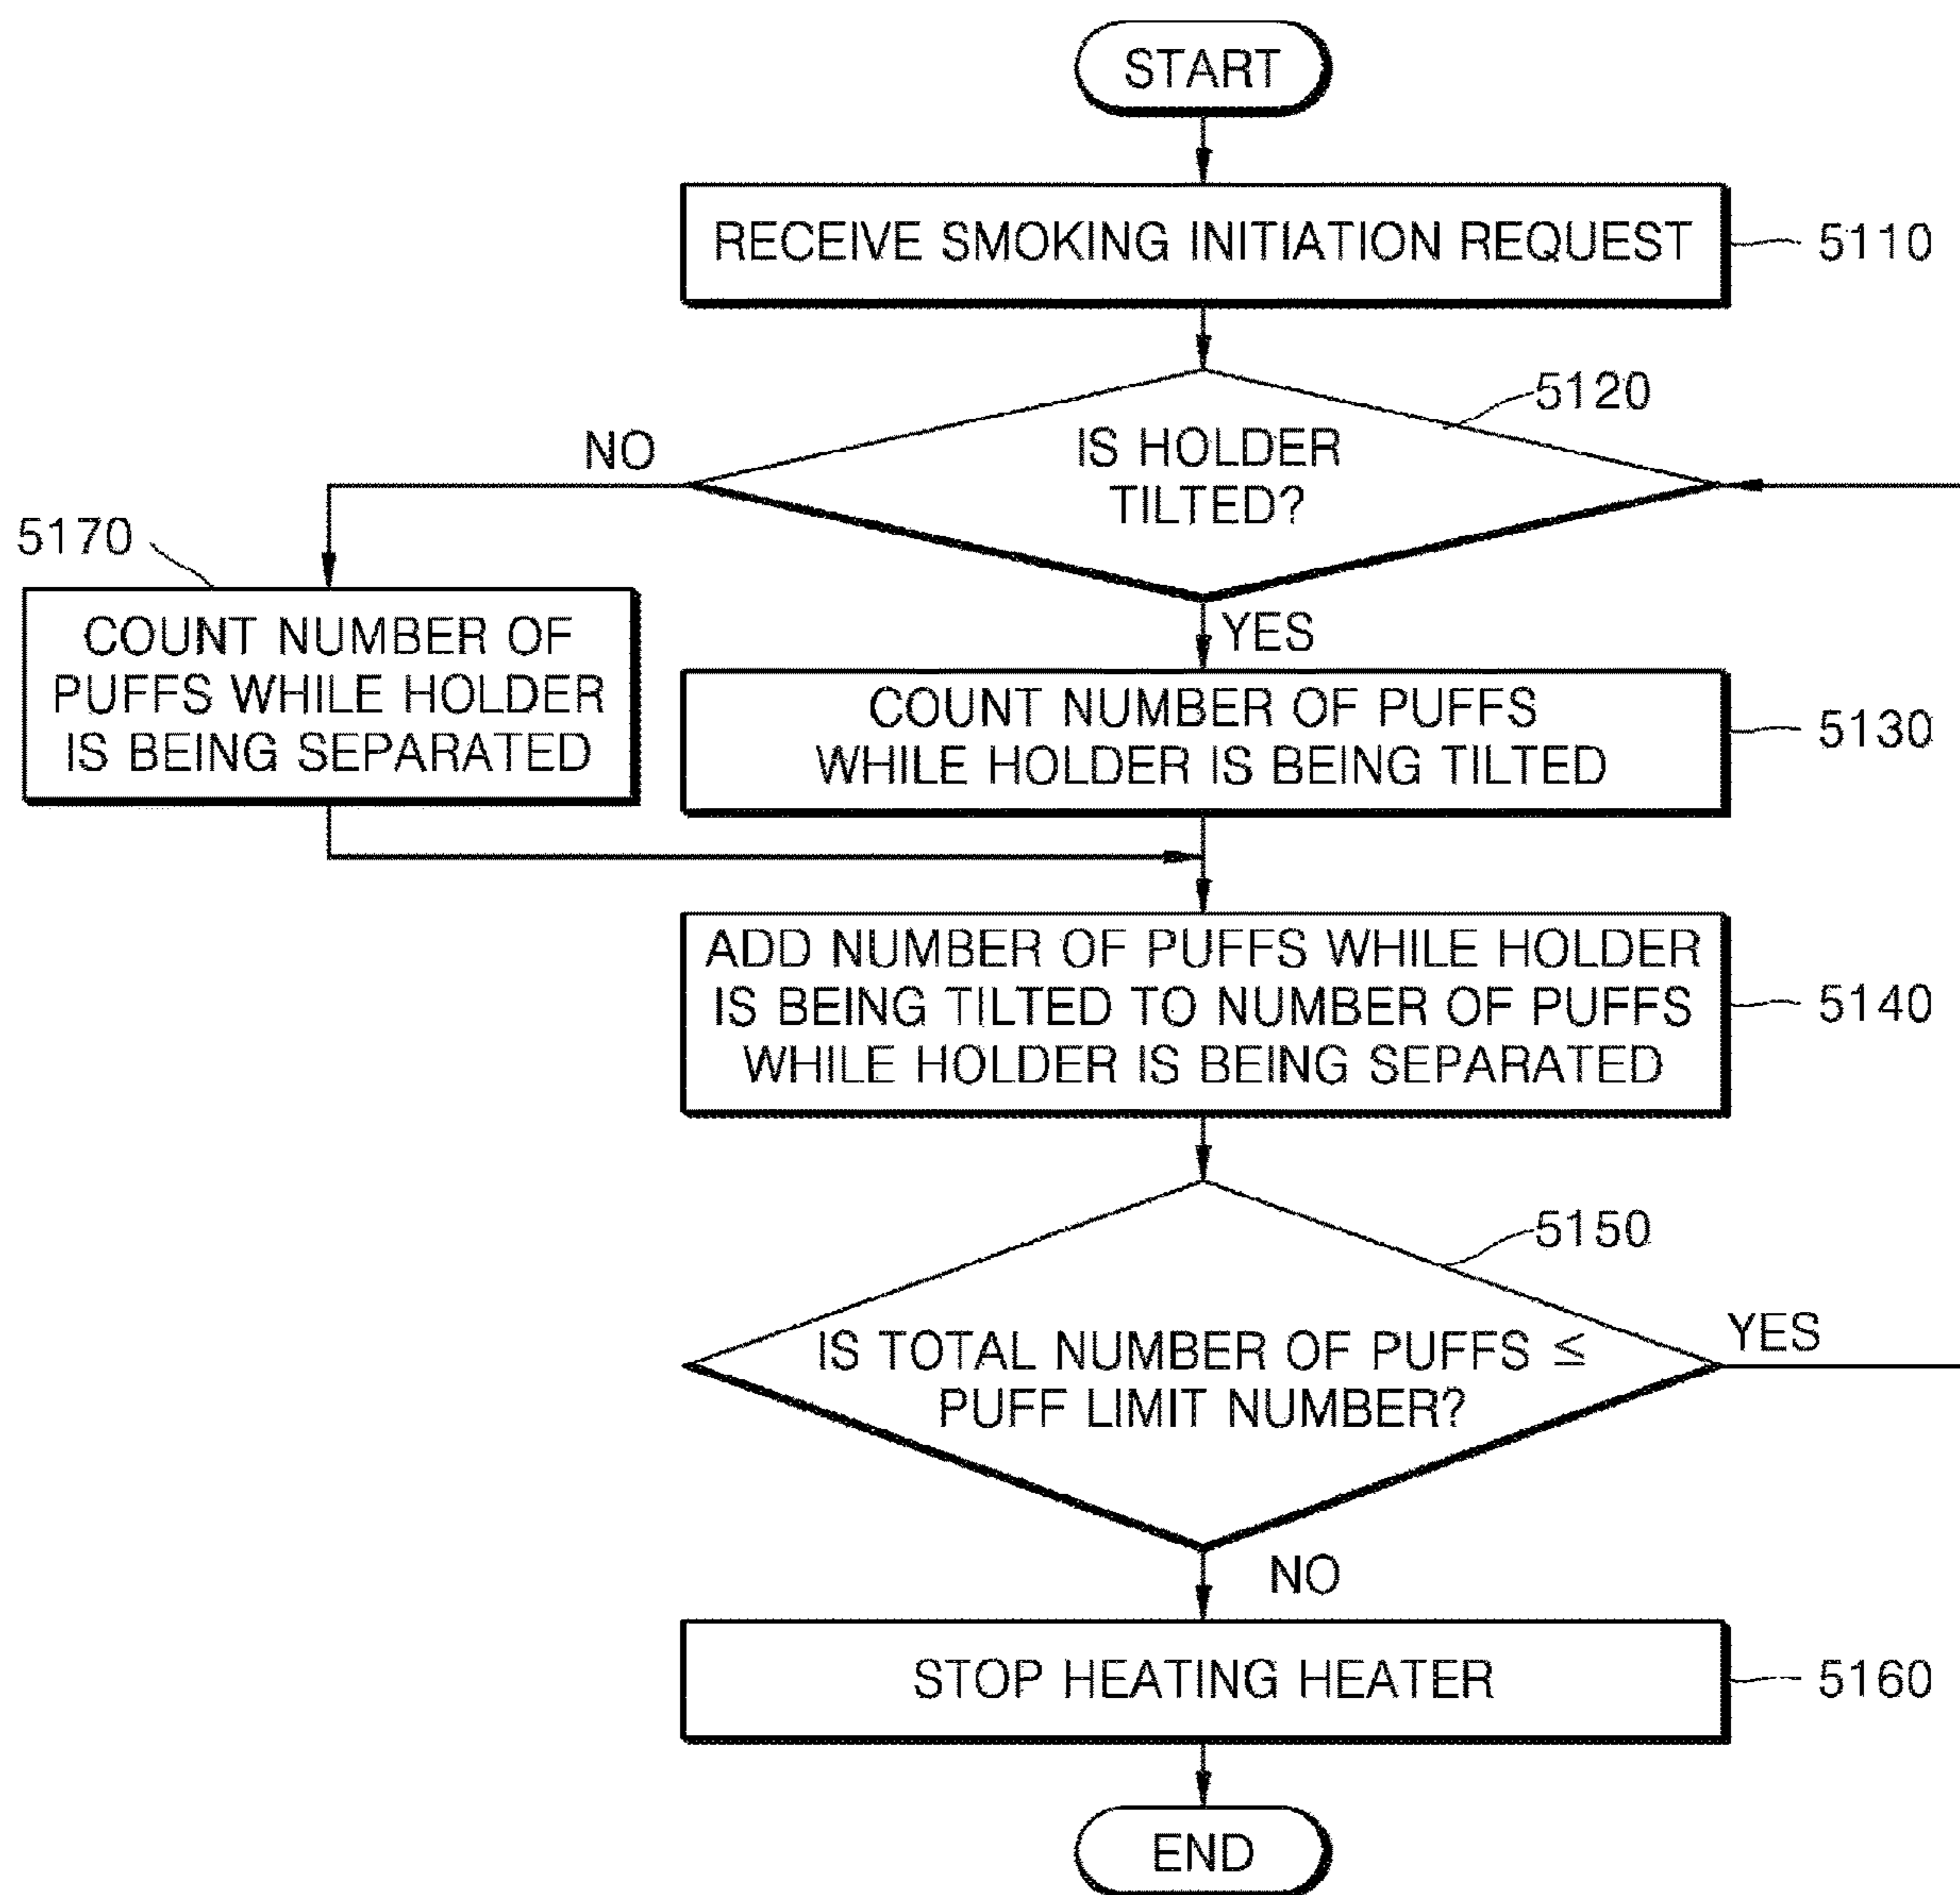 START
RECEIVE SMOKING INITIATION REQUEST
5110
5120
IS HOLDER
TILTED?
NO
YES
5170
COUNT NUMBER OF
PUFFS WHILE HOLDER
IS BEING SEPARATED
COUNT NUMBER OF PUFFS
WHILE HOLDER IS BEING TILTED
5130
ADD NUMBER OF PUFFS WHILE HOLDER
IS BEING TILTED TO NUMBER OF PUFFS
WHILE HOLDER IS BEING SEPARATED
5140
5150
IS TOTAL NUMBER OF PUFFS ≤
PUFF LIMIT NUMBER?
YES
NO
STOP HEATING HEATER
5160
END